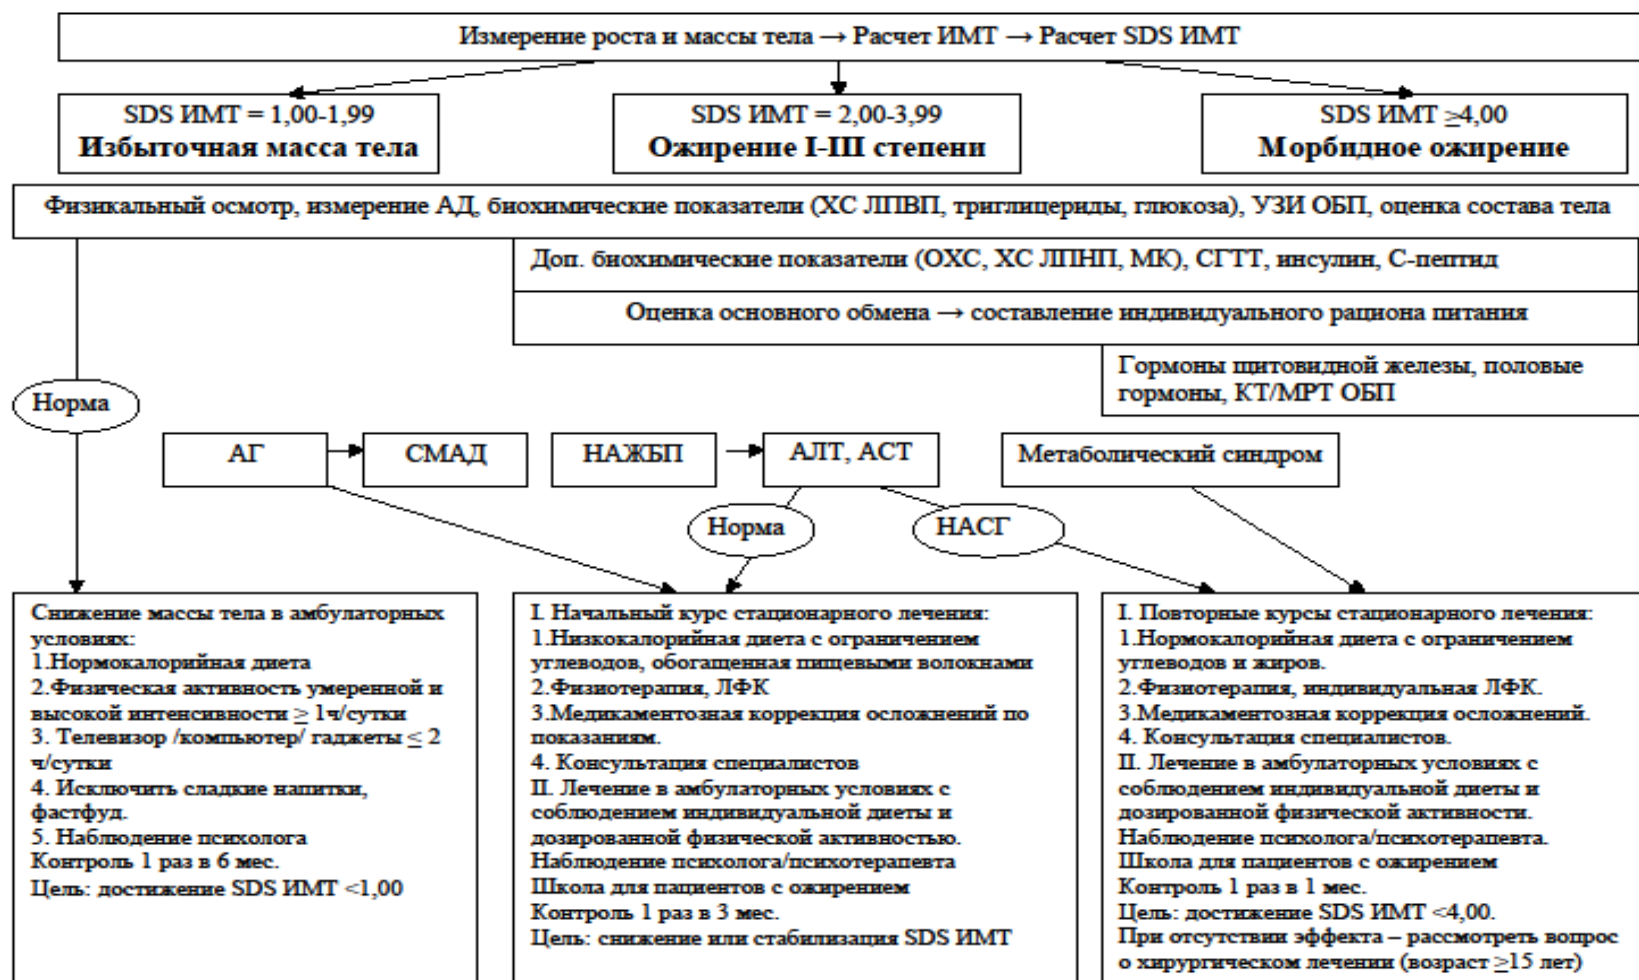 Измерение роста и массы тела → Расчет ИМТ → Расчет SDS ИМТ
SDS ИМТ = 1,00-1,99
Избыточная масса тела
SDS ИМТ = 2,00-3,99
Ожирение I-III степени
SDS ИМТ ≥4,00
Морбидное ожирение
Физикальный осмотр, измерение АД, биохимические показатели (ХС ЛПВП, триглицериды, глюкоза), УЗИ ОБП, оценка состава тела
Доп. биохимические показатели (ОХС, ХС ЛПНП, МК), СГТТ, инсулин, С-пептид
Оценка основного обмена → составление индивидуального рациона питания
Гормоны щитовидной железы, половые
гормоны, КТ/МРТ ОБП
Норма
АГ
СМАД
НАЖБП
АЛТ, АСТ
Метаболический синдром
Норма
НАСГ
Снижение массы тела в амбулаторных
условиях:
1.Нормокалорийная диета
2.Физическая активность умеренной и
высокой интенсивности ≥ 1ч/сутки
3. Телевизор /компьютер/ гаджеты ≤ 2
ч/сутки
4. Исключить сладкие напитки,
фастфуд.
5. Наблюдение психолога
Контроль 1 раз в 6 мес.
Цель: достижение SDS ИМТ <1,00
I. Начальный курс стационарного лечения:
1.Низкокалорийная диета с ограничением
углеводов, обогащенная пищевыми волокнами
2.Физиотерапия, ЛФК
3.Медикаментозная коррекция осложнений по
показаниям.
4. Консультация специалистов
II. Лечение в амбулаторных условиях с
соблюдением индивидуальной диеты и
дозированной физической активностью.
Наблюдение психолога/психотерапевта
Школа для пациентов с ожирением
Контроль 1 раз в 3 мес.
Цель: снижение или стабилизация SDS ИМТ
I. Повторные курсы стационарного лечения:
1.Нормокалорийная диета с ограничением
углеводов и жиров.
2.Физиотерапия, индивидуальная ЛФК.
3.Медикаментозная коррекция осложнений.
4. Консультация специалистов.
II. Лечение в амбулаторных условиях с
соблюдением индивидуальной диеты и
дозированной физической активности.
Наблюдение психолога/психотерапевта.
Школа для пациентов с ожирением
Контроль 1 раз в 1 мес.
Цель: достижение SDS ИМТ <4,00.
При отсутствии эффекта – рассмотреть вопрос
о хирургическом лечении (возраст ≥15 лет)